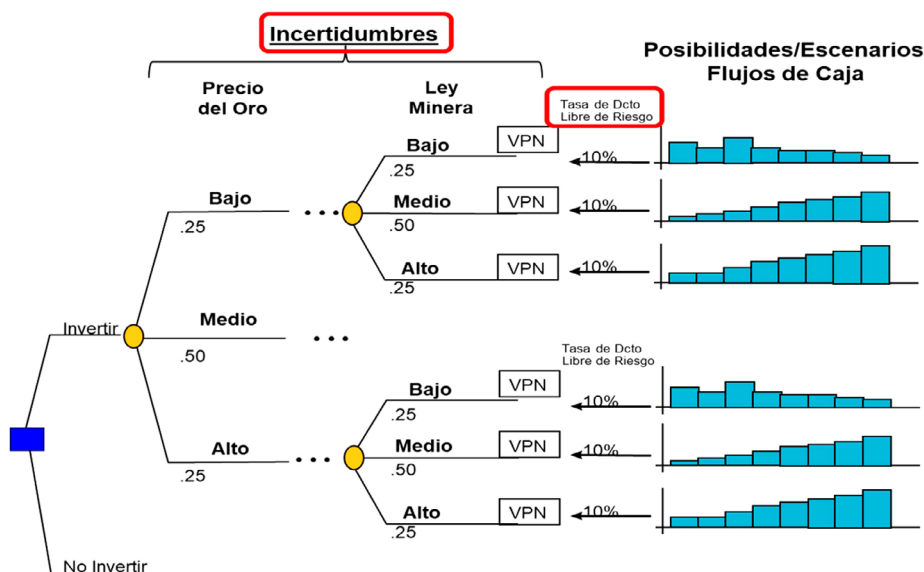 Incertidumbres
Posibilidades/Escenarios
Flujos de Caja
Precio
del Oro
Ley
Minera
Tasa de Dcto
Libre de Riesgo
Bajo
.25
VPN
10%
Bajo
.25
...
Medio
.50
VPN
10%
Alto
.25
VPN
10%
Invertir
Medio
.50
...
Tasa de Dcto
Libre de Riesgo
Bajo
.25
VPN
10%
Alto
.25
...
Medio
.50
VPN
10%
Alto
.25
VPN
10%
No Invertir